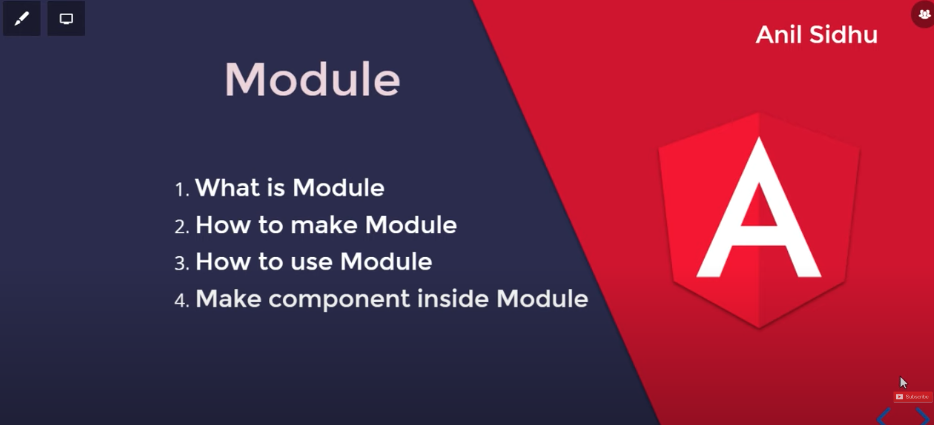 Anil Sidhu
Module
1. What is Module
2. How to make Module
3. How to use Module
4. Make component inside Module
Subscribe